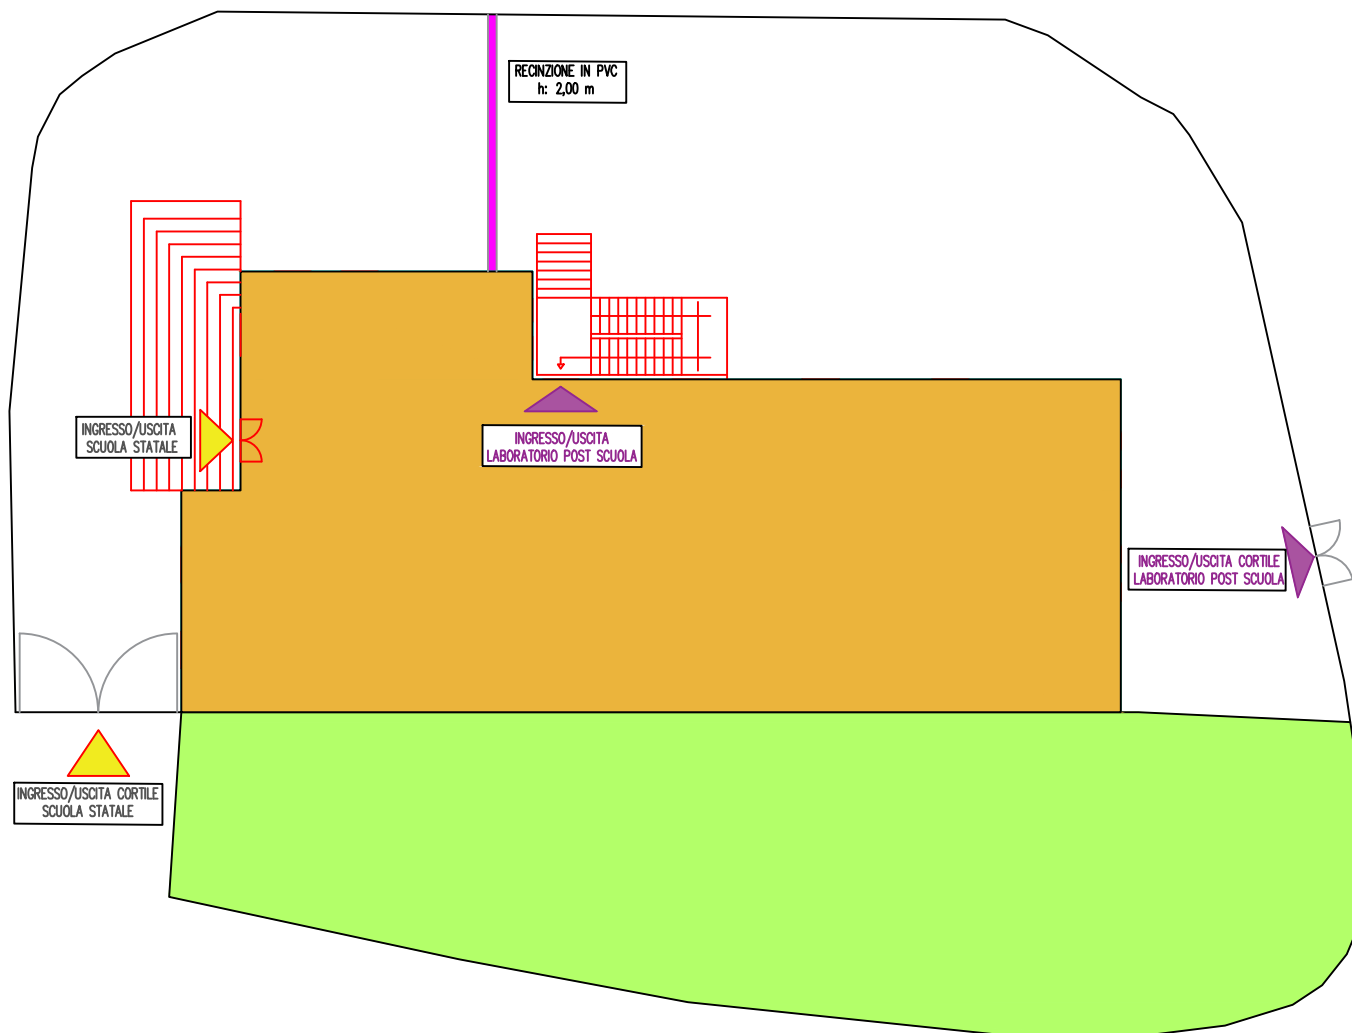 RECINZIONE IN PVC
h: 2,00 m
INGRESSO/USCITA
SCUOLA STATALE
INGRESSO/USCITA
LABORATORIO POST SCUOLA
INGRESSO/USCITA CORTILE
LABORATORIO POST SCUOLA
INGRESSO/USCITA CORTILE
SCUOLA STATALE